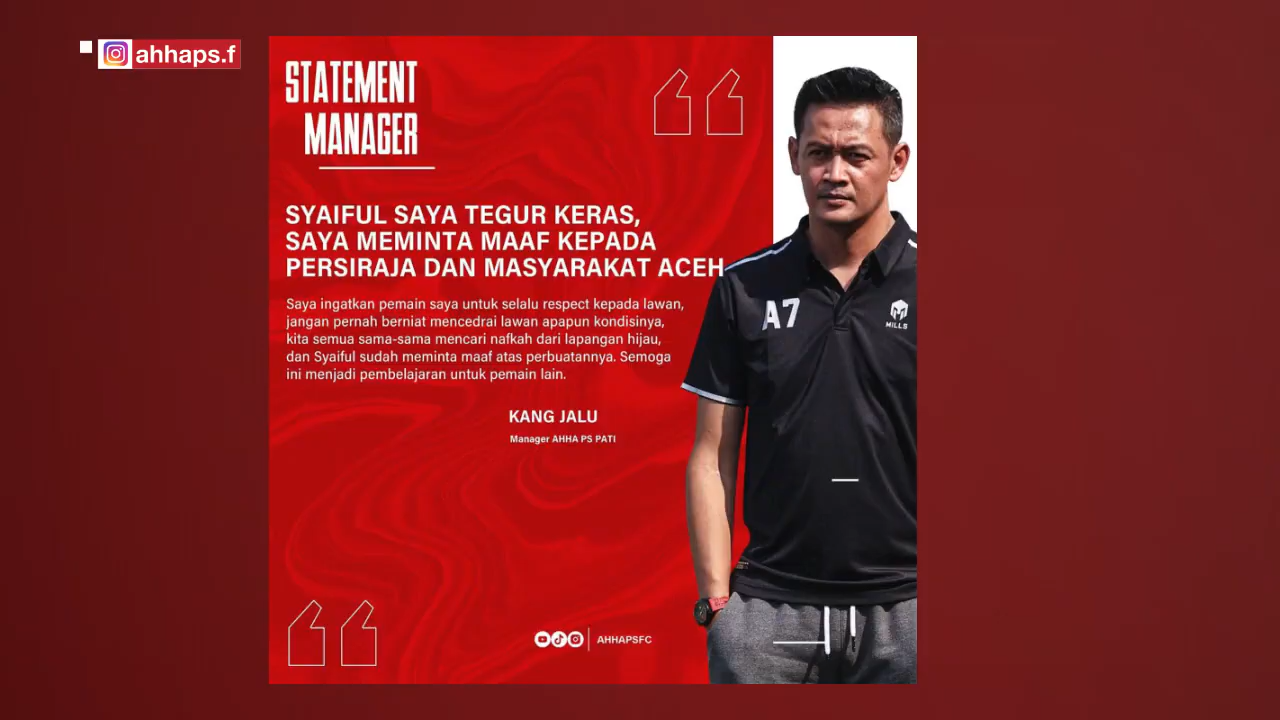 ahhaps.f
STATEMENT
MANAGER
SYAIFUL SAYA TEGUR KERAS,
SAYA MEMINTA MAAF KEPADA
PERSIRAJA DAN MASYARAKAT ACEH
Saya ingatkan pemain saya untuk selalu respect kepada lawan,
jangan pernah berniat mencedrai lawan apapun kondisinya,
kita semua sama-sama mencari nafkah dari lapangan hijau,
dan Syaiful sudah meminta maaf atas perbuatannya. Semoga
ini menjadi pembelajaran untuk pemain lain.
KANG JALU
Manager AHHA PS PATI
A7
MILLS
AHHAPSFC